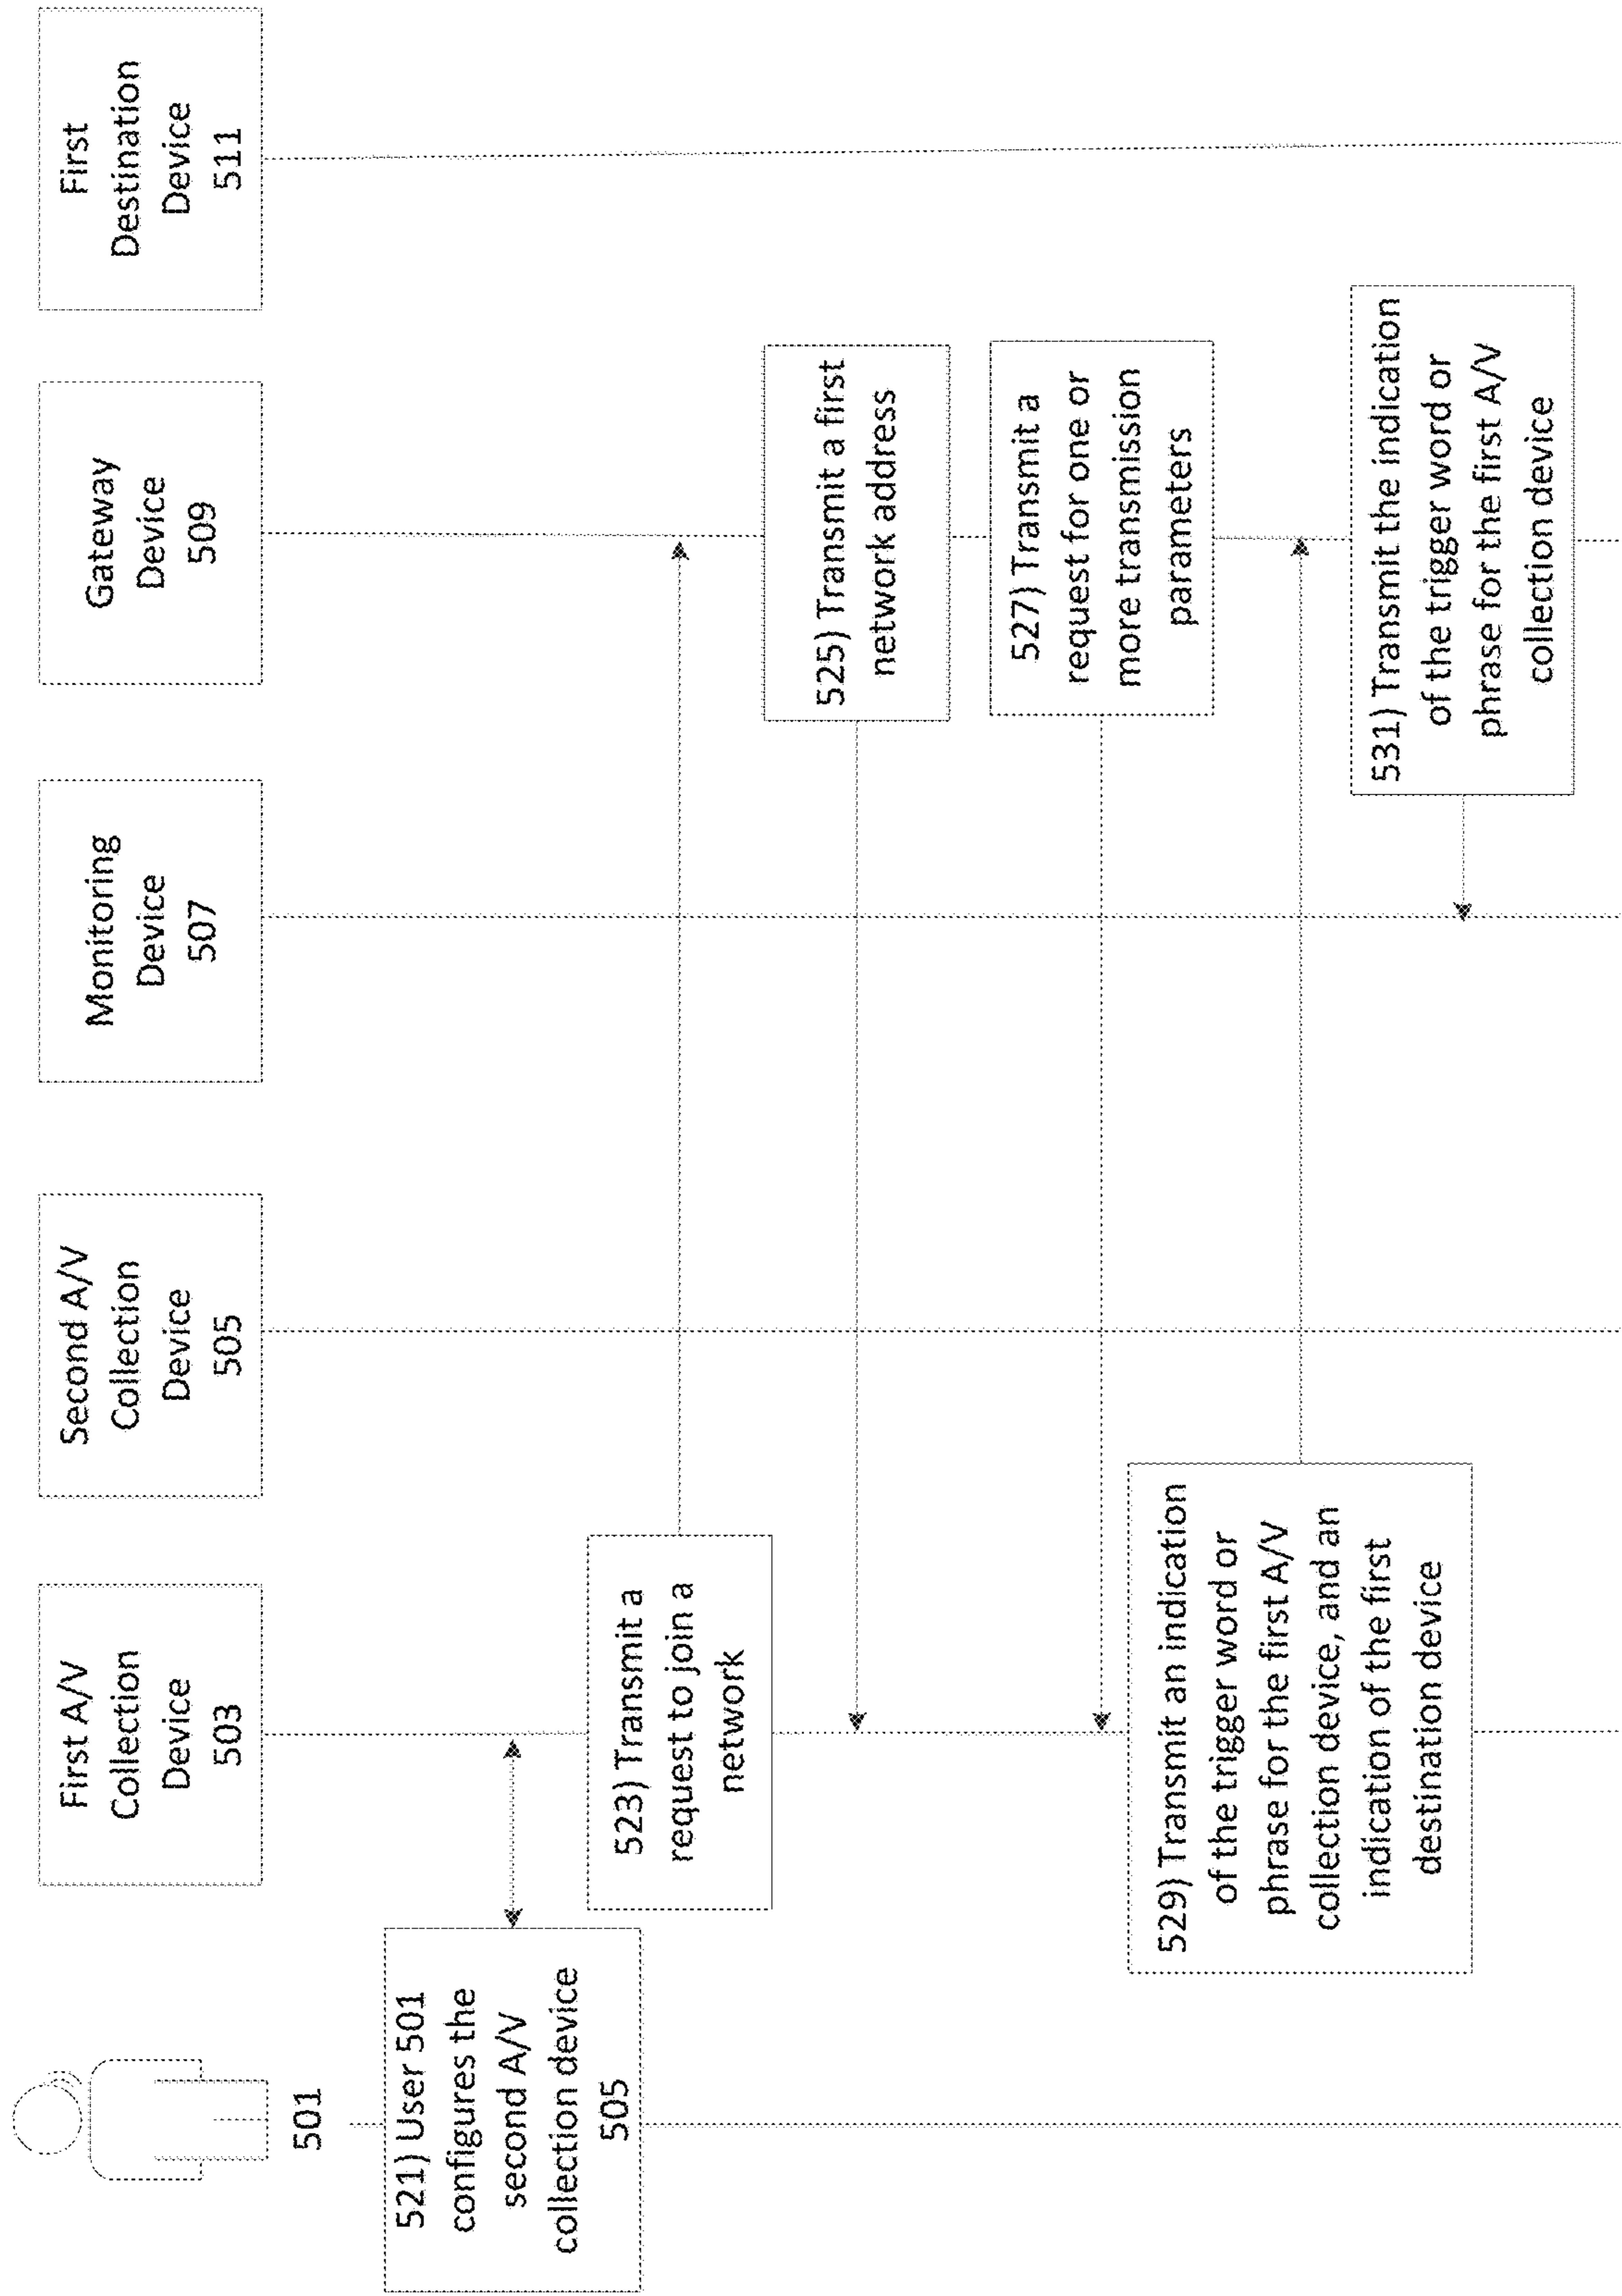 501
First A/V
Collection
Device
503
Second A/V
Collection
Device
505
Monitoring
Device
507
Gateway
Device
509
First
Destination
Device
511
521) User 501
configures the
second A/V
collection device
505
523) Transmit a
request to join a
network
525) Transmit a first
network address
527) Transmit a
request for one or
more transmission
parameters
529) Transmit an indication
of the trigger word or
phrase for the first A/V
collection device, and an
indication of the first
destination device
531) Transmit the indication
of the trigger word or
phrase for the first A/V
collection device